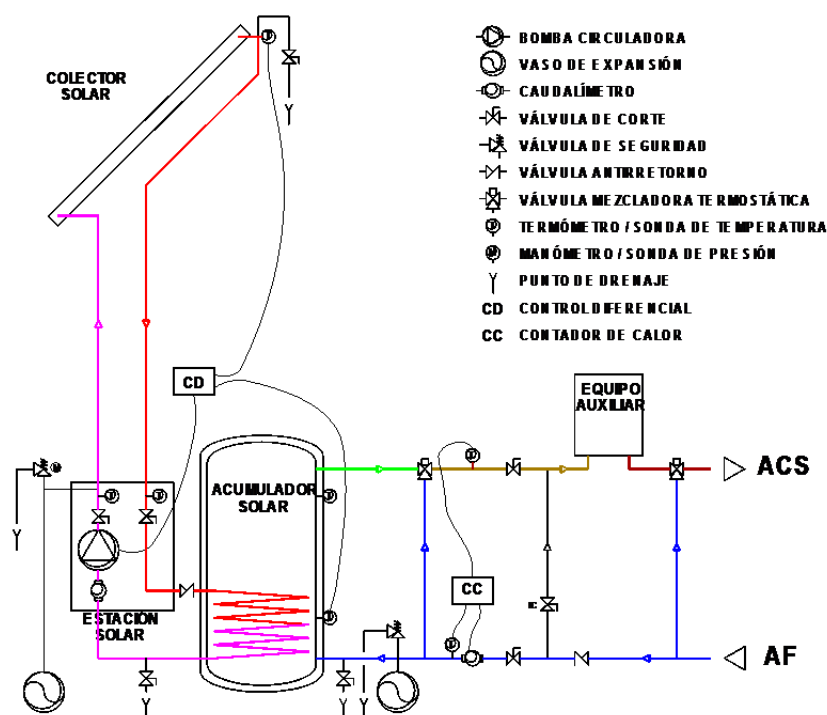 COLECTOR
SOLAR
BOMBA CIRCULADORA
VASO DE EXPANSIÓN
CAUDALÍMETRO
VÁLVULA DE CORTE
VÁLVULA DE SEGURIDAD
VÁLVULA ANTIRRETORNO
VÁLVULA MEZCLADORA TERMOSTÁTICA
TERMÓMETRO / SONDA DE TEMPERATURA
MANÓMETRO / SONDA DE PRESIÓN
PUNTO DE DRENAJE
CD CONTROL DIFERENCIAL
CC CONTADOR DE CALOR
CD
EQUIPO
AUXILIAR
ACS
ACUMULADOR
SOLAR
CC
ESTACIÓN
SOLAR
AF